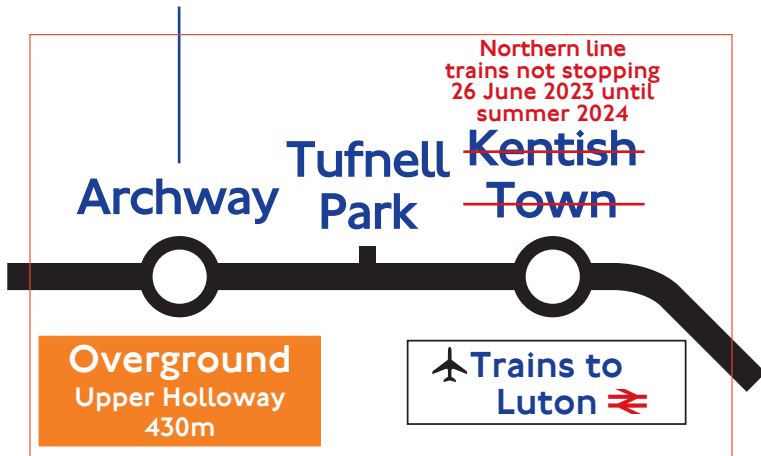 Northern line
trains not stopping
26 June 2023 until
summer 2024
Kentish
Town
Tufnell
Park
Archway
Overground
Upper Holloway
430m
Trains to
Luton